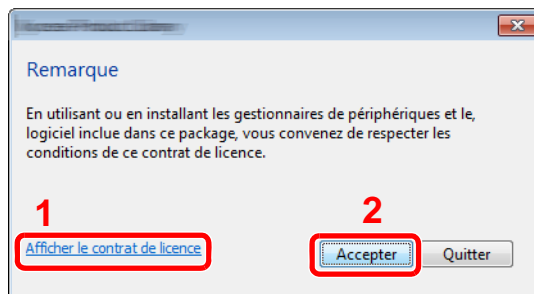 Remarque
En utilisant ou en installant les gestionnaires de périphériques et le,
logiciel inclue dans ce package, vous convenez de respecter les
conditions de ce contrat de licence.
1
2
Afficher le contrat de licence
Accepter
Quitter